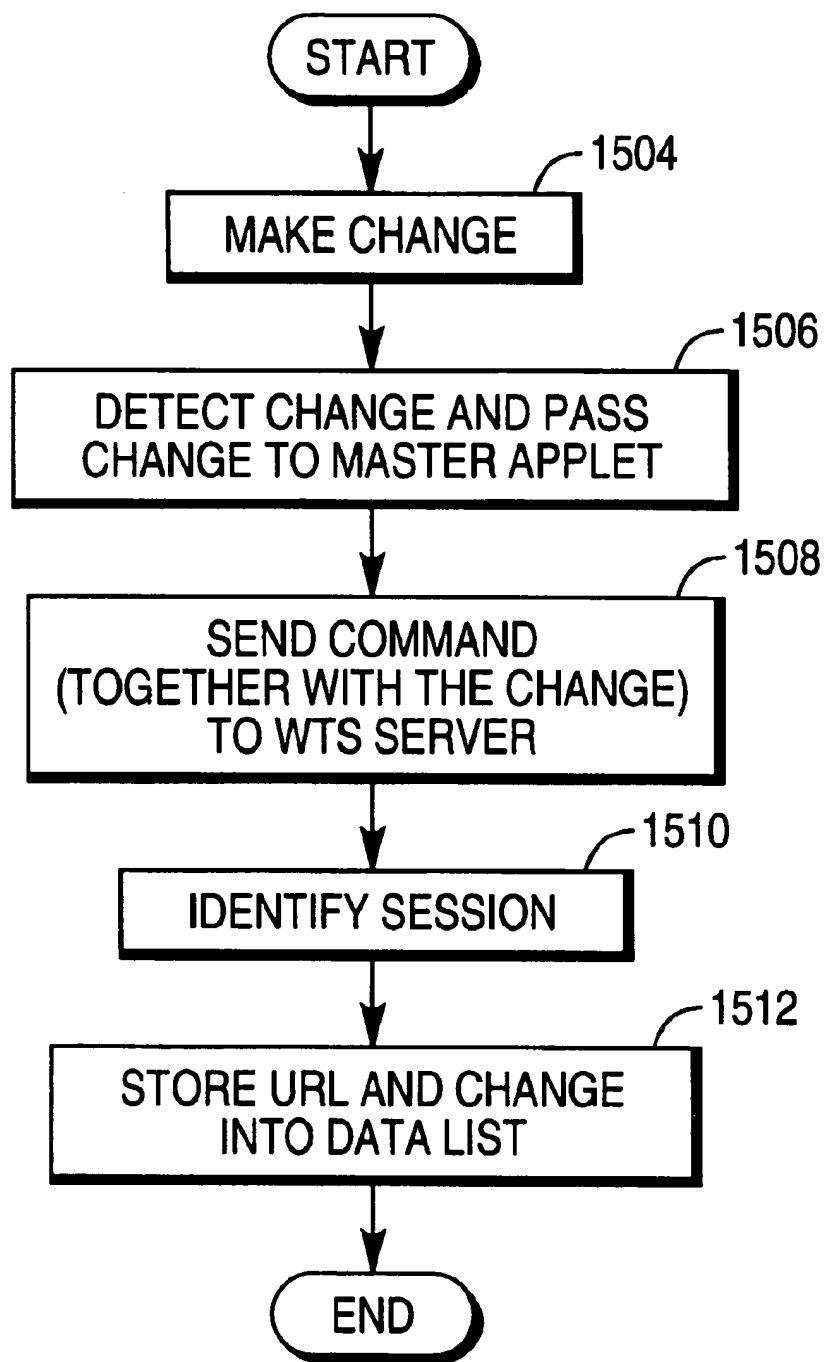 START
1504
MAKE CHANGE
1506
DETECT CHANGE AND PASS
CHANGE TO MASTER APPLET
1508
SEND COMMAND
(TOGETHER WITH THE CHANGE)
TO WTS SERVER
1510
IDENTIFY SESSION
1512
STORE URL AND CHANGE
INTO DATA LIST
END